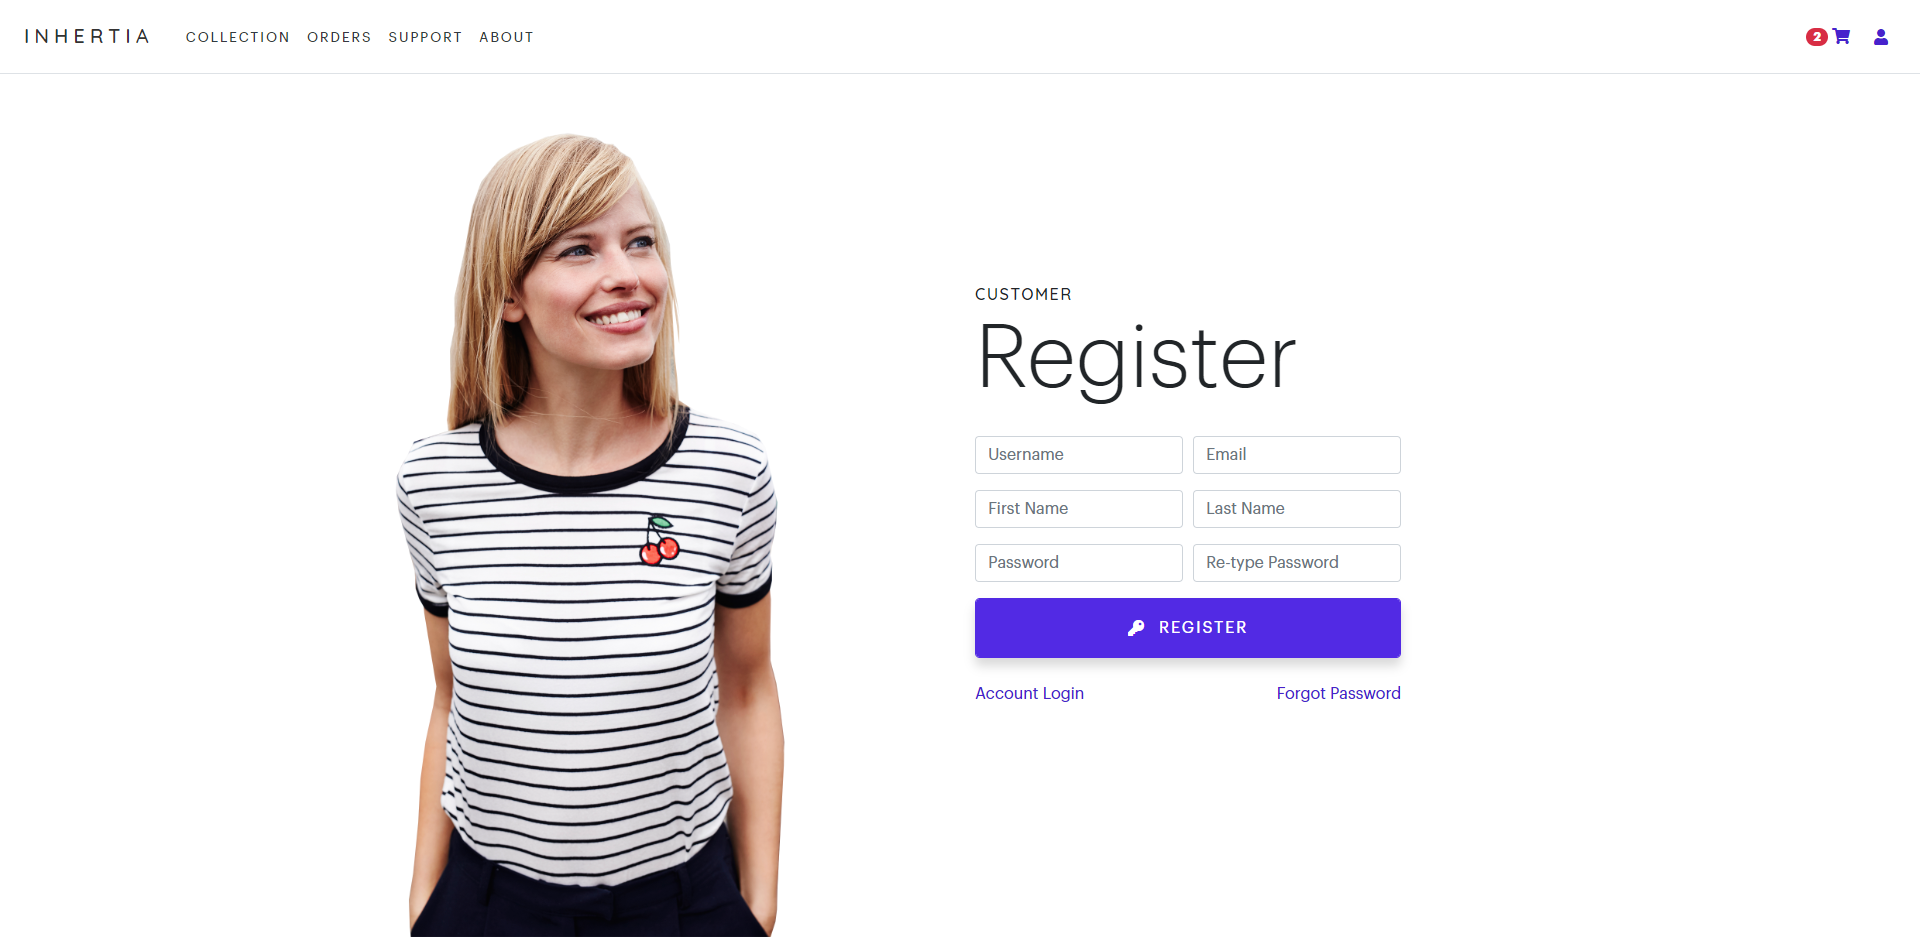 INHERTIA COLLECTION ORDERS SUPPORT ABOUT 2
CUSTOMER
Register
Username Email
First Name Last Name
Password Re-type Password
REGISTER
Account Login Forgot Password